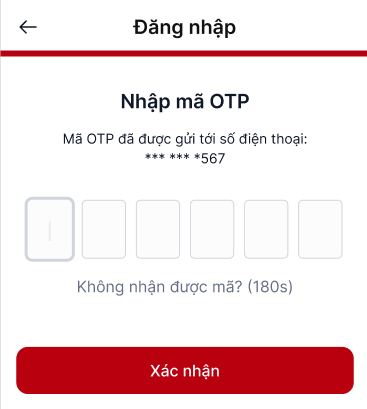 Đăng nhập
Nhập mã OTP
Mã OTP đã được gửi tới số điện thoại:
*** *** *567
Không nhận được mã? (180s)
Xác nhận